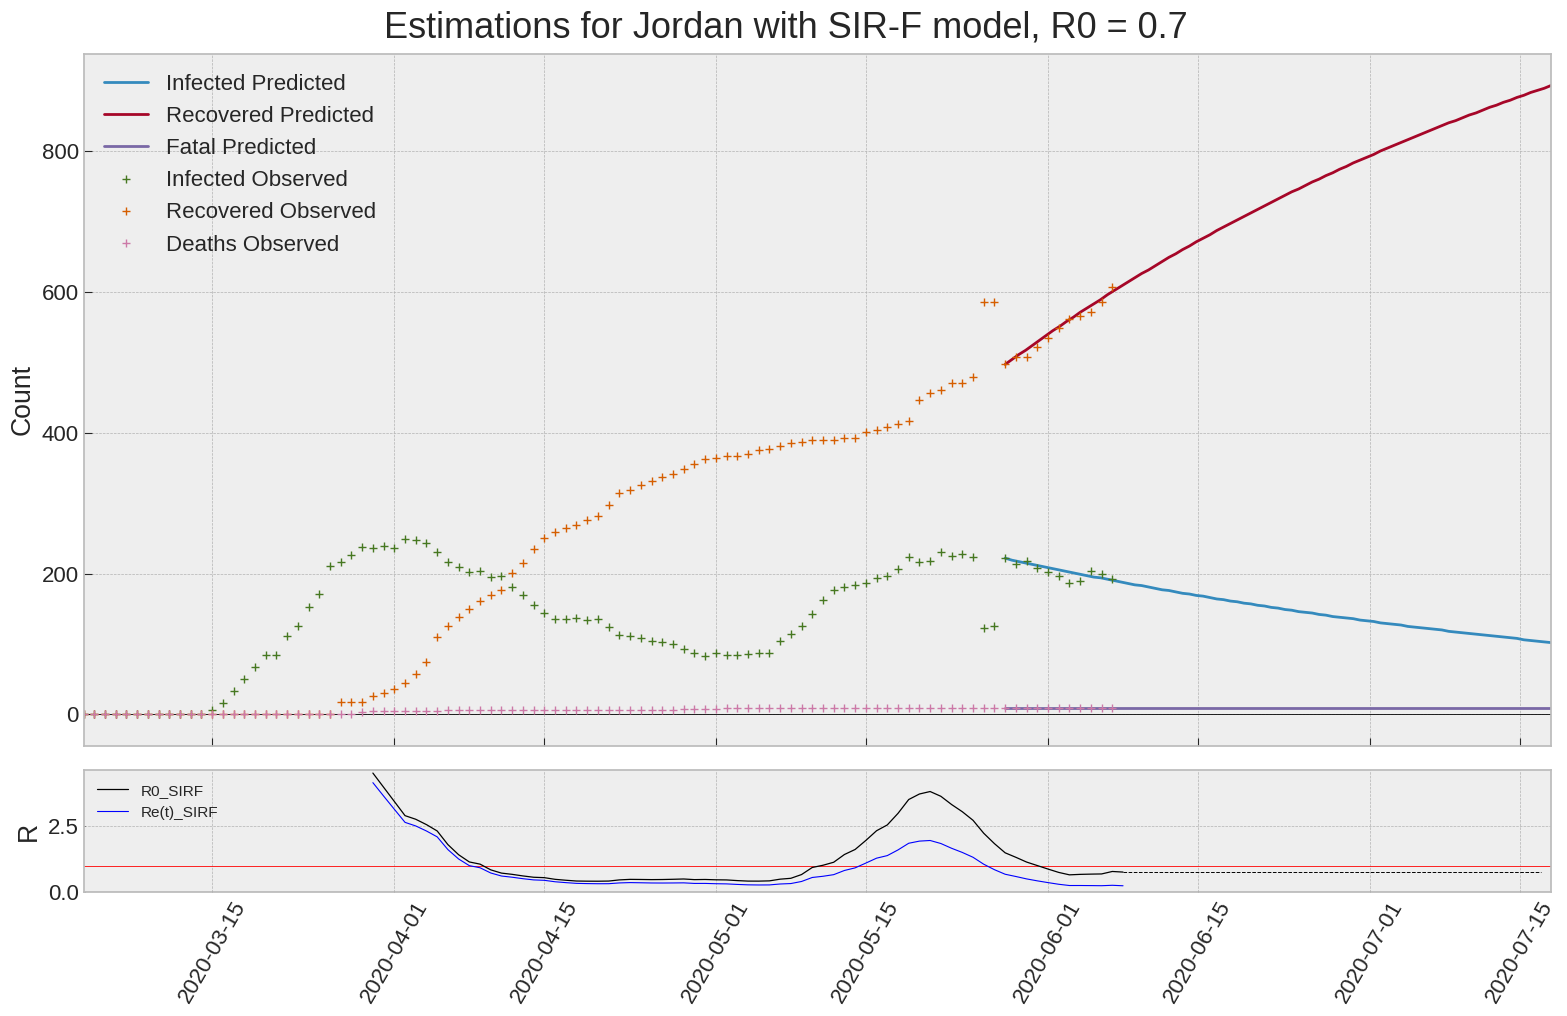 Estimations for Jordan with SIR-F model, R0 = 0.7
Infected Predicted
Recovered Predicted
Fatal Predicted
Infected Observed
Recovered Observed
Deaths Observed
Count
800
600
400
200
0
R0_SIRF
Re(t)_SIRF
R
2.5
0.0
2020-03-15
2020-04-01
2020-04-15
2020-05-01
2020-05-15
2020-06-01
2020-06-15
2020-07-01
2020-07-15